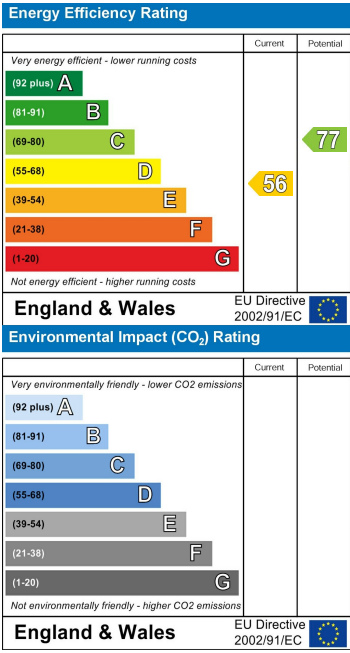 Energy Efficiency Rating
Current Potential
Very energy efficient - lower running costs
(92 plus) A
(81-91) B
(69-80) C
77
(55-68) D
56
(39-54) E
(21-38) F
(1-20) G
Not energy efficient - higher running costs
England & Wales
EU Directive
2002/91/EC
Environmental Impact (CO₂) Rating
Current Potential
Very environmentally friendly - lower CO2 emissions
(92 plus) A
(81-91) B
(69-80) C
(55-68) D
(39-54) E
(21-38) F
(1-20) G
Not environmentally friendly - higher CO2 emissions
England & Wales
EU Directive
2002/91/EC